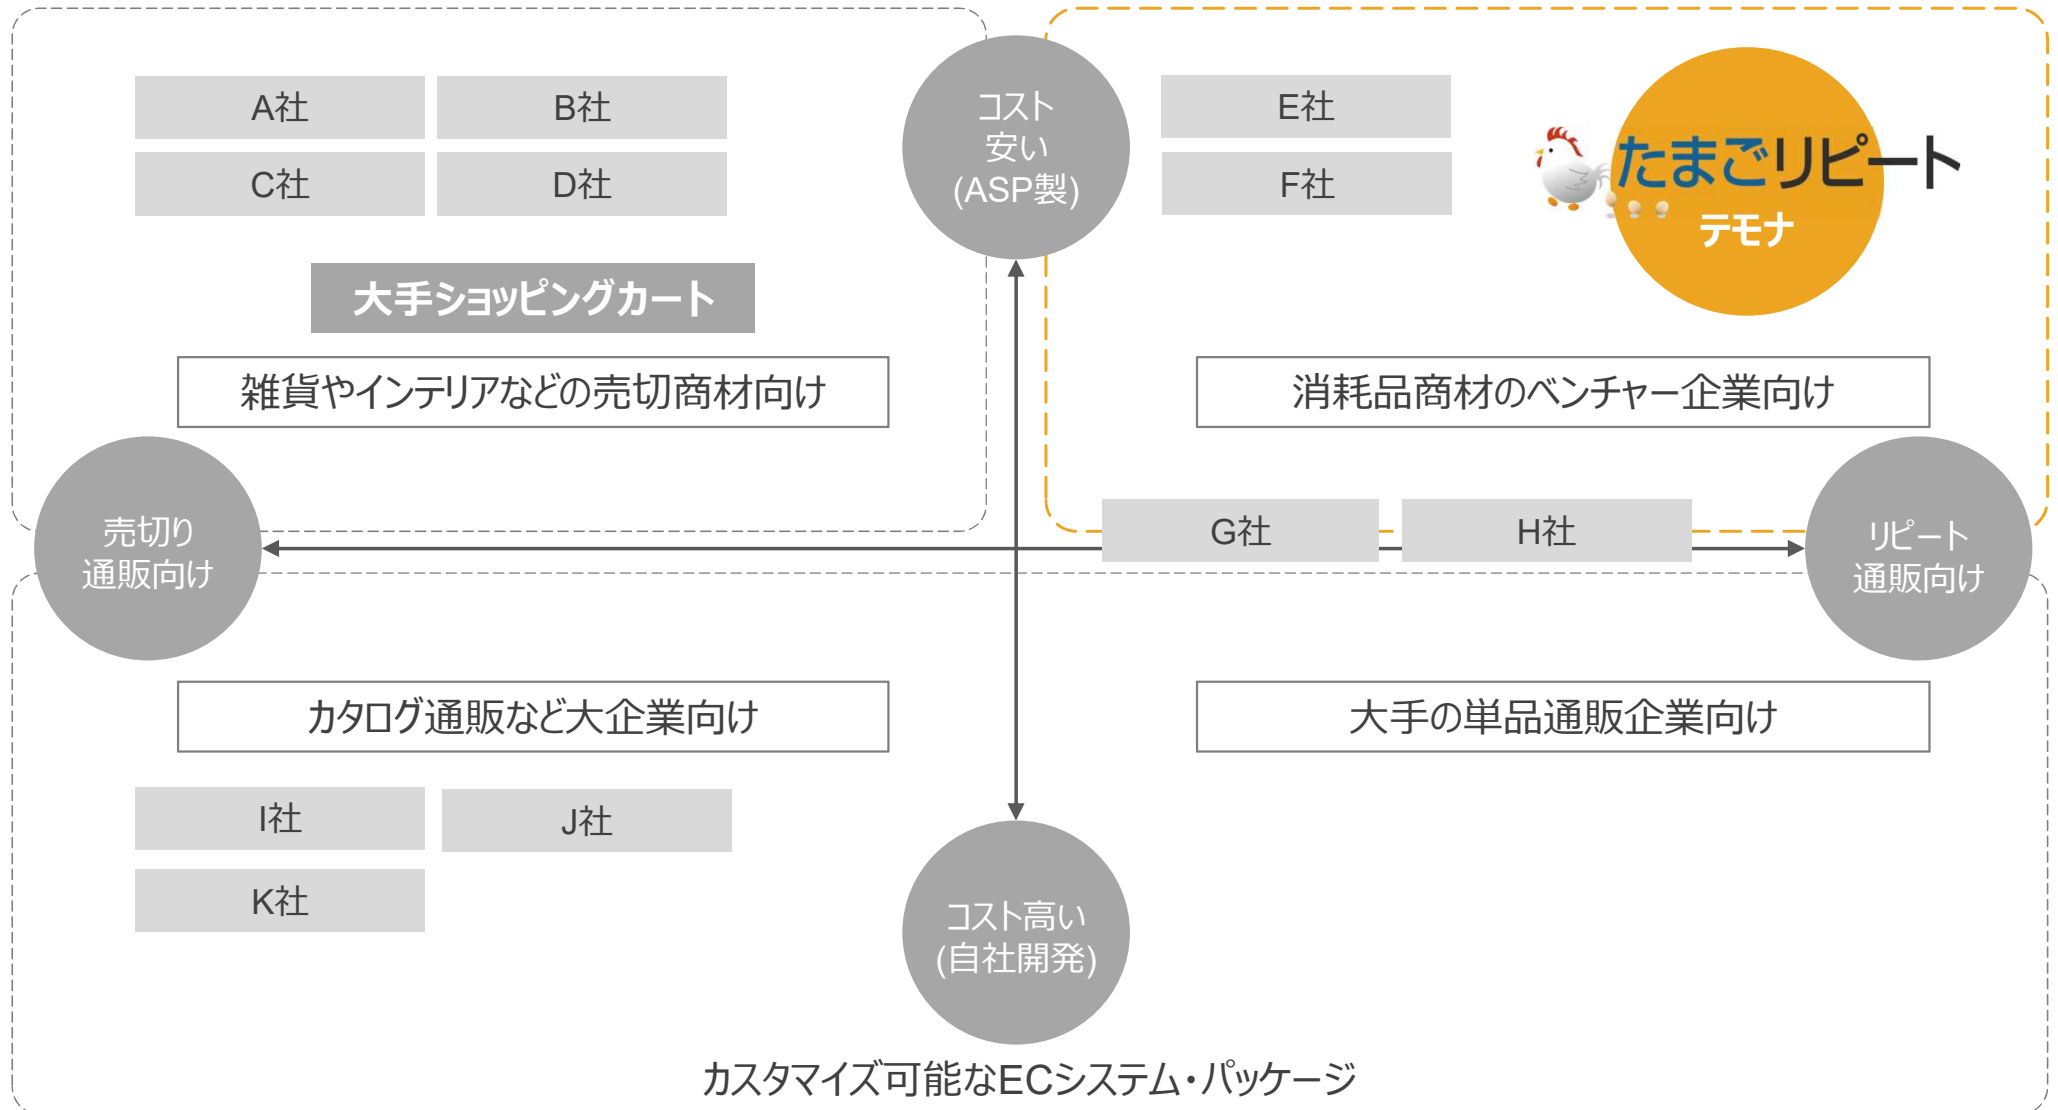 A社
B社
C社
D社
大手ショッピングカート
雑貨やインテリアなどの売切商材向け
コスト
安い
(ASP製)
E社
F社
たまごリピート
テモナ
消耗品商材のベンチャー企業向け
売切り
通販向け
G社
H社
リピート
通販向け
カタログ通販など大企業向け
大手の単品通販企業向け
I社
J社
K社
コスト高い
(自社開発)
カスタマイズ可能なECシステム・パッケージ